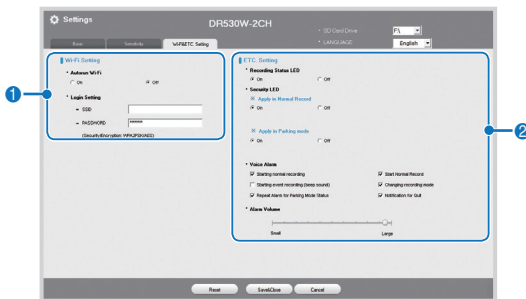 Settings
DR530W-2CH
• SD Card Drive F:\
• LANGUAGE English
Basic Sensitivity Wi-Fi&ETC. Setting
Wi-Fi Setting
• Autorun Wi-Fi
On Off
• Login Setting
SSID
PASSWORD ********
(Security/Encryption: WPA2PSK/AES)
1
ETC. Setting
• Recording Status LED
On Off
• Security LED
Apply in Normal Record
On Off
Apply in Parking mode
On Off
• Voice Alarm
Starting normal recording Start Normal Record
Starting event recording (beep sound) Changing recording mode
Repeat Alarm for Parking Mode Status Notification for Quit
• Alarm Volume
Small Large
2
Reset Save&Close Cancel